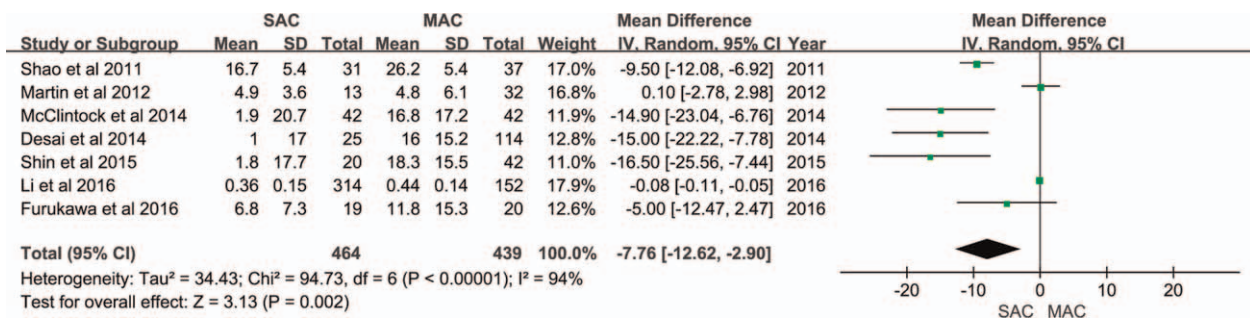 SAC MAC Mean Difference Mean Difference
Study or Subgroup Mean SD Total Mean SD Total Weight IV, Random, 95% CI Year IV, Random, 95% CI
Shao et al 2011 16.7 5.4 31 26.2 5.4 37 17.0% -9.50 [-12.08, -6.92] 2011
Martin et al 2012 4.9 3.6 13 4.8 6.1 32 16.8% 0.10 [-2.78, 2.98] 2012
McClintock et al 2014 1.9 20.7 42 16.8 17.2 42 11.9% -14.90 [-23.04, -6.76] 2014
Desai et al 2014 1 17 25 16 15.2 114 12.8% -15.00 [-22.22, -7.78] 2014
Shin et al 2015 1.8 17.7 20 18.3 15.5 42 11.0% -16.50 [-25.56, -7.44] 2015
Li et al 2016 0.36 0.15 314 0.44 0.14 152 17.9% -0.08 [-0.11, -0.05] 2016
Furukawa et al 2016 6.8 7.3 19 11.8 15.3 20 12.6% -5.00 [-12.47, 2.47] 2016
Total (95% CI) 464 439 100.0% -7.76 [-12.62, -2.90]
Heterogeneity: Tau² = 34.43; Chi² = 94.73, df = 6 (P < 0.00001); I² = 94%
Test for overall effect: Z = 3.13 (P = 0.002)
-20 -10 0 10 20
SAC MAC